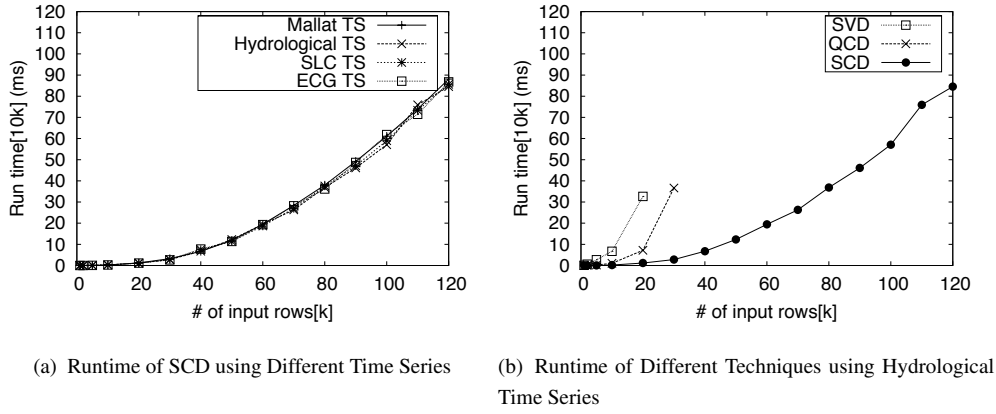 120
110
100
90
80
70
60
50
40
30
20
10
0
Run time[10k] (ms)
0 20 40 60 80 100 120
# of input rows[k]
Mallat TS
Hydrological TS
SLC TS
ECG TS
(a) Runtime of SCD using Different Time Series
120
110
100
90
80
70
60
50
40
30
20
10
0
Run time[10k] (ms)
0 20 40 60 80 100 120
# of input rows[k]
SVD
QCD
SCD
(b) Runtime of Different Techniques using Hydrological
Time Series